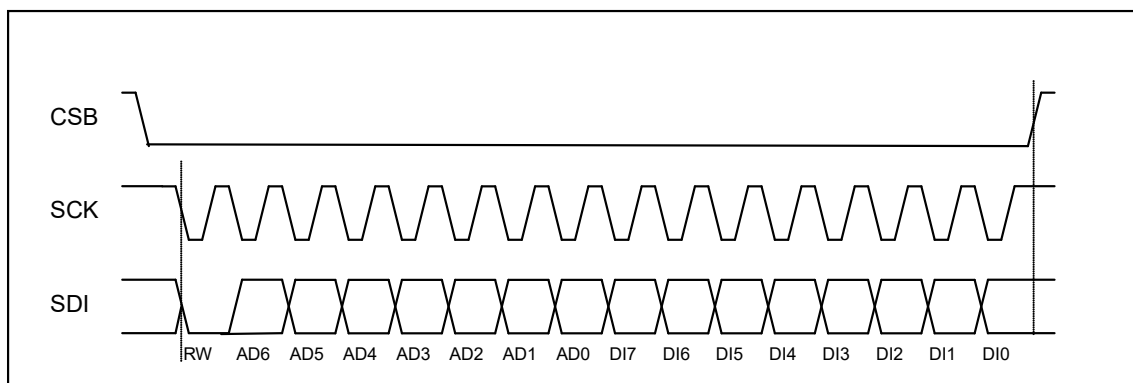 CSB
SCK
SDI
RW AD6 AD5 AD4 AD3 AD2 AD1 AD0 DI7 DI6 DI5 DI4 DI3 DI2 DI1 DI0